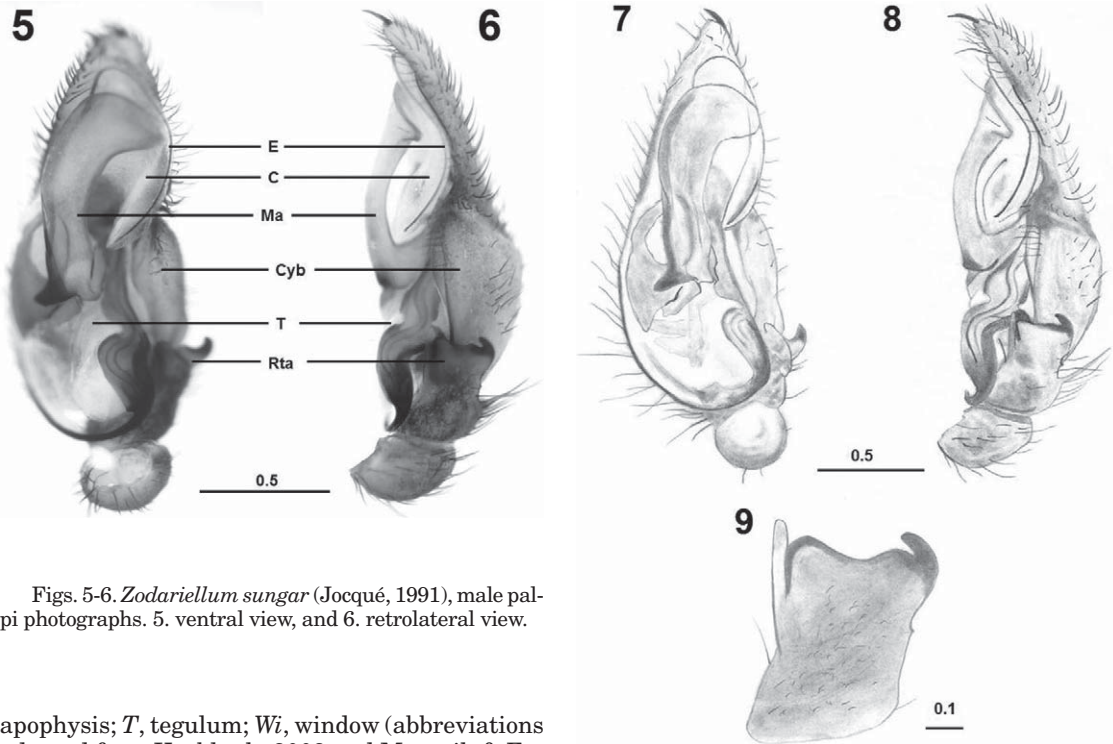 5
6
E
C
Ma
Cyb
T
Rta
0.5
Figs. 5-6. Zodariellum sungar (Jocqué, 1991), male pal-
pi photographs. 5. ventral view, and 6. retrolateral view.
apophysis; T, tegulum; Wi, window (abbreviations
7
8
0.5
9
0.1